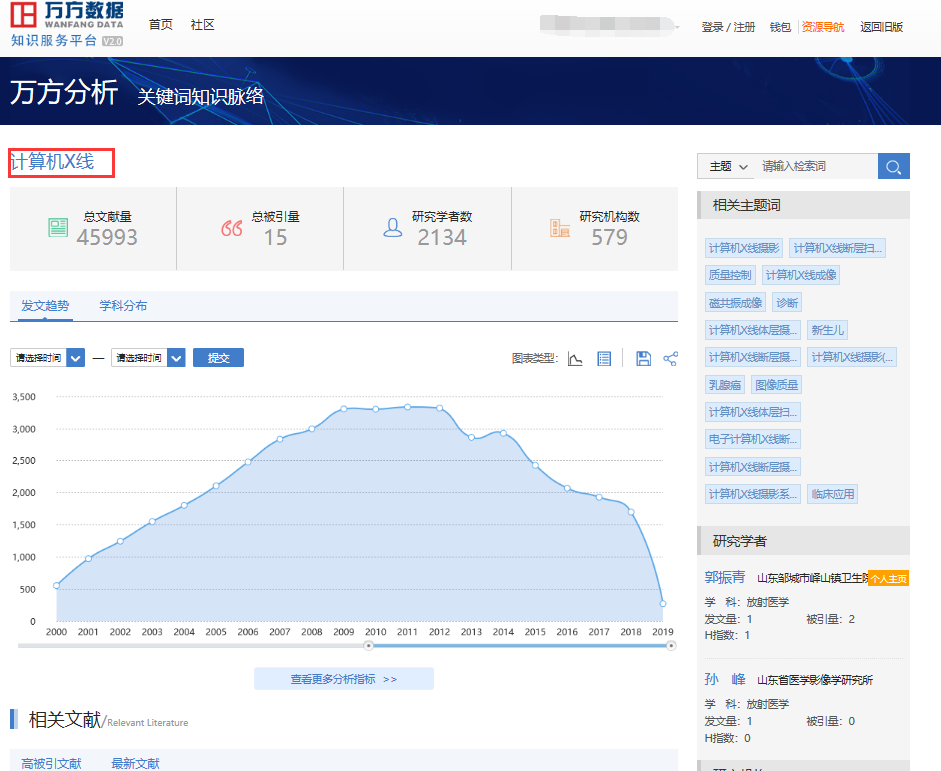 万方数据
WANFANG DATA
知识服务平台 V2.0
首页 社区
登录 / 注册 钱包 资源导航 返回旧版
万方分析 关键词知识脉络
计算机X线
总文献量
45993
总被引量
15
研究学者数
2134
研究机构数
579
发文趋势 学科分布
请选择时间 — 请选择时间 提交
图表类型:
3,500
3,000
2,500
2,000
1,500
1,000
500
0
2000 2001 2002 2003 2004 2005 2006 2007 2008 2009 2010 2011 2012 2013 2014 2015 2016 2017 2018 2019
查看更多分析指标 >>
相关文献/Relevant Literature
高被引文献 最新文献
主题 请输入检索词
相关主题词
计算机X线摄影 计算机X线断层扫...
质量控制 计算机X线成像
磁共振成像 诊断
计算机X线体层摄... 新生儿
计算机X线断层摄... 计算机X线摄影(...
乳腺癌 图像质量
计算机X线体层扫...
电子计算机X线断...
计算机X线断层摄...
计算机X线摄影系... 临床应用
研究学者
郭振青 山东邹城市峄山镇卫生院 个人主页
学 科: 放射医学
发文量: 1 被引量: 2
H指数: 1
孙 峰 山东省医学影像学研究所
学 科: 放射医学
发文量: 1 被引量: 0
H指数: 0